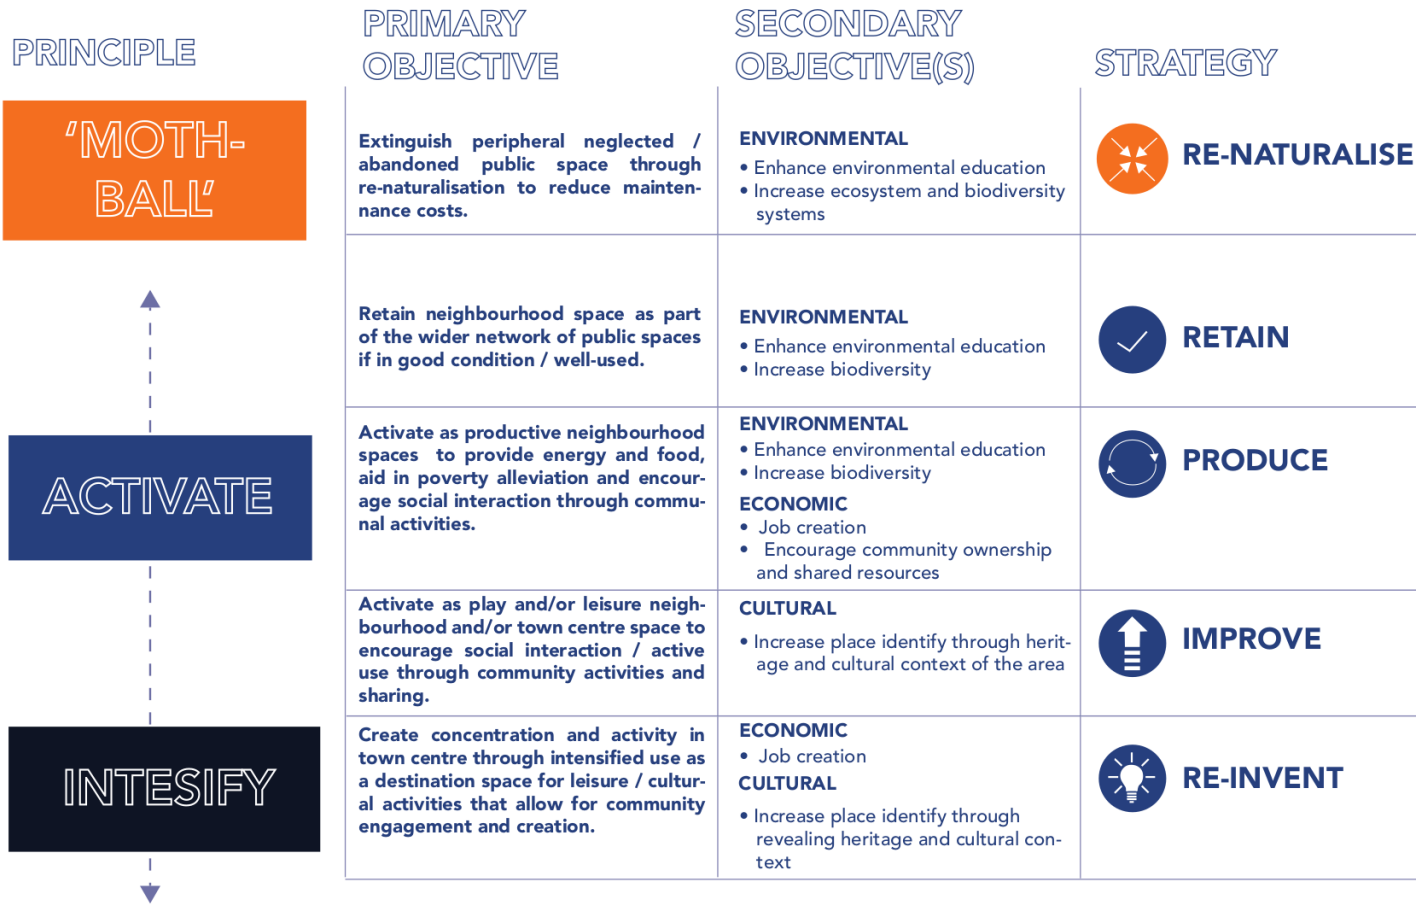 PRINCIPLE
PRIMARY
OBJECTIVE
SECONDARY
OBJECTIVE(S)
STRATEGY
'MOTH-
BALL'
Extinguish peripheral neglected /
abandoned public space through
re-naturalisation to reduce mainten-
nance costs.
ENVIRONMENTAL
• Enhance environmental education
• Increase ecosystem and biodiversity
systems
RE-NATURALISE
Retain neighbourhood space as part
of the wider network of public spaces
if in good condition / well-used.
ENVIRONMENTAL
• Enhance environmental education
• Increase biodiversity
RETAIN
ACTIVATE
Activate as productive neighbourhood
spaces to provide energy and food,
aid in poverty alleviation and encour-
age social interaction through commu-
nal activities.
ENVIRONMENTAL
• Enhance environmental education
• Increase biodiversity
ECONOMIC
• Job creation
• Encourage community ownership
and shared resources
PRODUCE
Activate as play and/or leisure neigh-
bourhood and/or town centre space to
encourage social interaction / active
use through community activities and
sharing.
CULTURAL
• Increase place identify through herit-
age and cultural context of the area
IMPROVE
INTESIFY
Create concentration and activity in
town centre through intensified use as
a destination space for leisure / cultur-
al activities that allow for community
engagement and creation.
ECONOMIC
• Job creation
CULTURAL
• Increase place identify through
revealing heritage and cultural con-
text
RE-INVENT